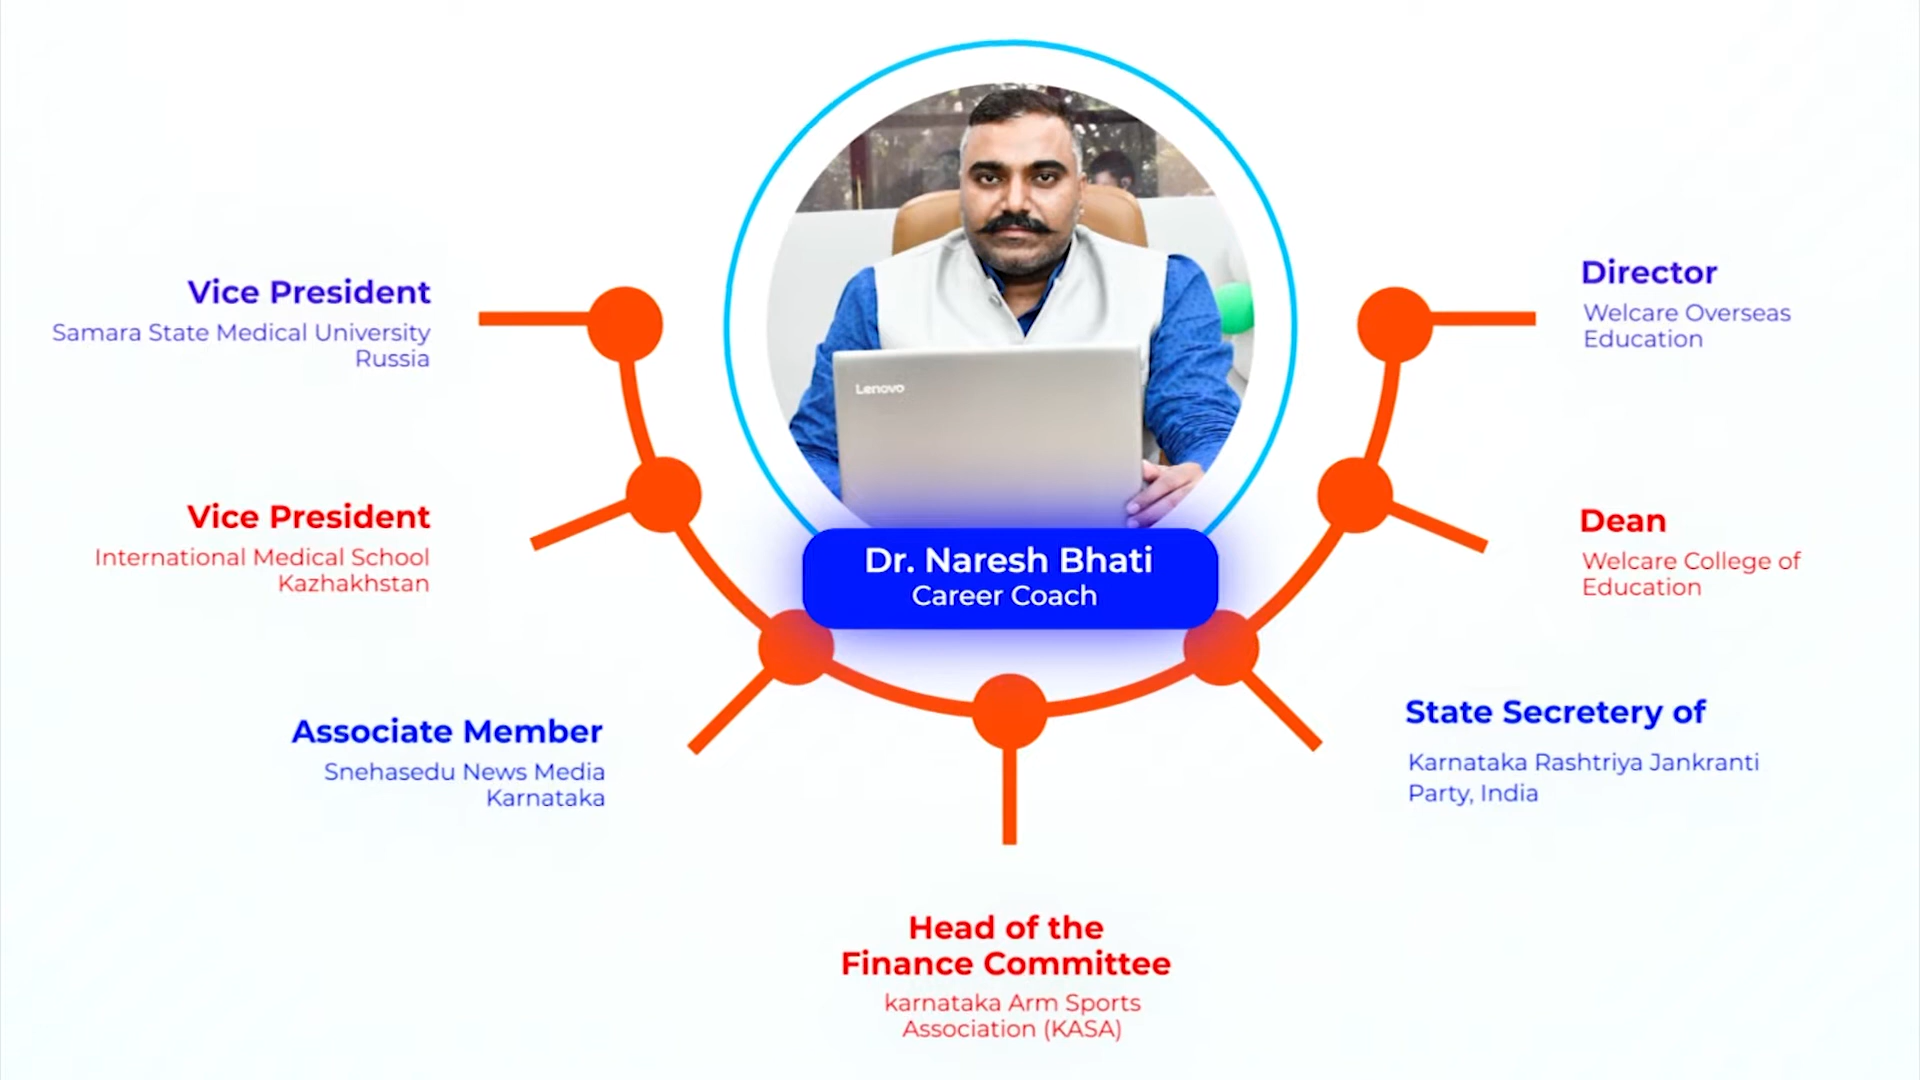 Lenovo
Dr. Naresh Bhati
Career Coach
Vice President
Samara State Medical University
Russia
Vice President
International Medical School
Kazhakhstan
Associate Member
Snehasedu News Media
Karnataka
Head of the
Finance Committee
karnataka Arm Sports
Association (KASA)
State Secretery of
Karnataka Rashtriya Jankranti
Party, India
Dean
Welcare College of
Education
Director
Welcare Overseas
Education